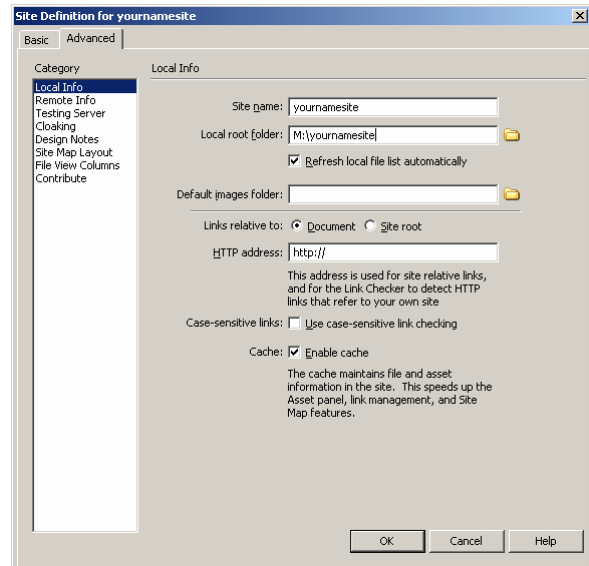 Site Definition for yournamesite
Basic Advanced
Category
Local Info
Remote Info
Testing Server
Cloaking
Design Notes
Site Map Layout
File View Columns
Contribute
Local Info
Site name: yournamesite
Local root folder: M:\yournamesite
Refresh local file list automatically
Default images folder:
Links relative to: Document Site root
HTTP address: http://
This address is used for site relative links,
and for the Link Checker to detect HTTP
links that refer to your own site
Case-sensitive links: Use case-sensitive link checking
Cache: Enable cache
The cache maintains file and asset
information in the site. This speeds up the
Asset panel, link management, and Site
Map features.
OK Cancel Help